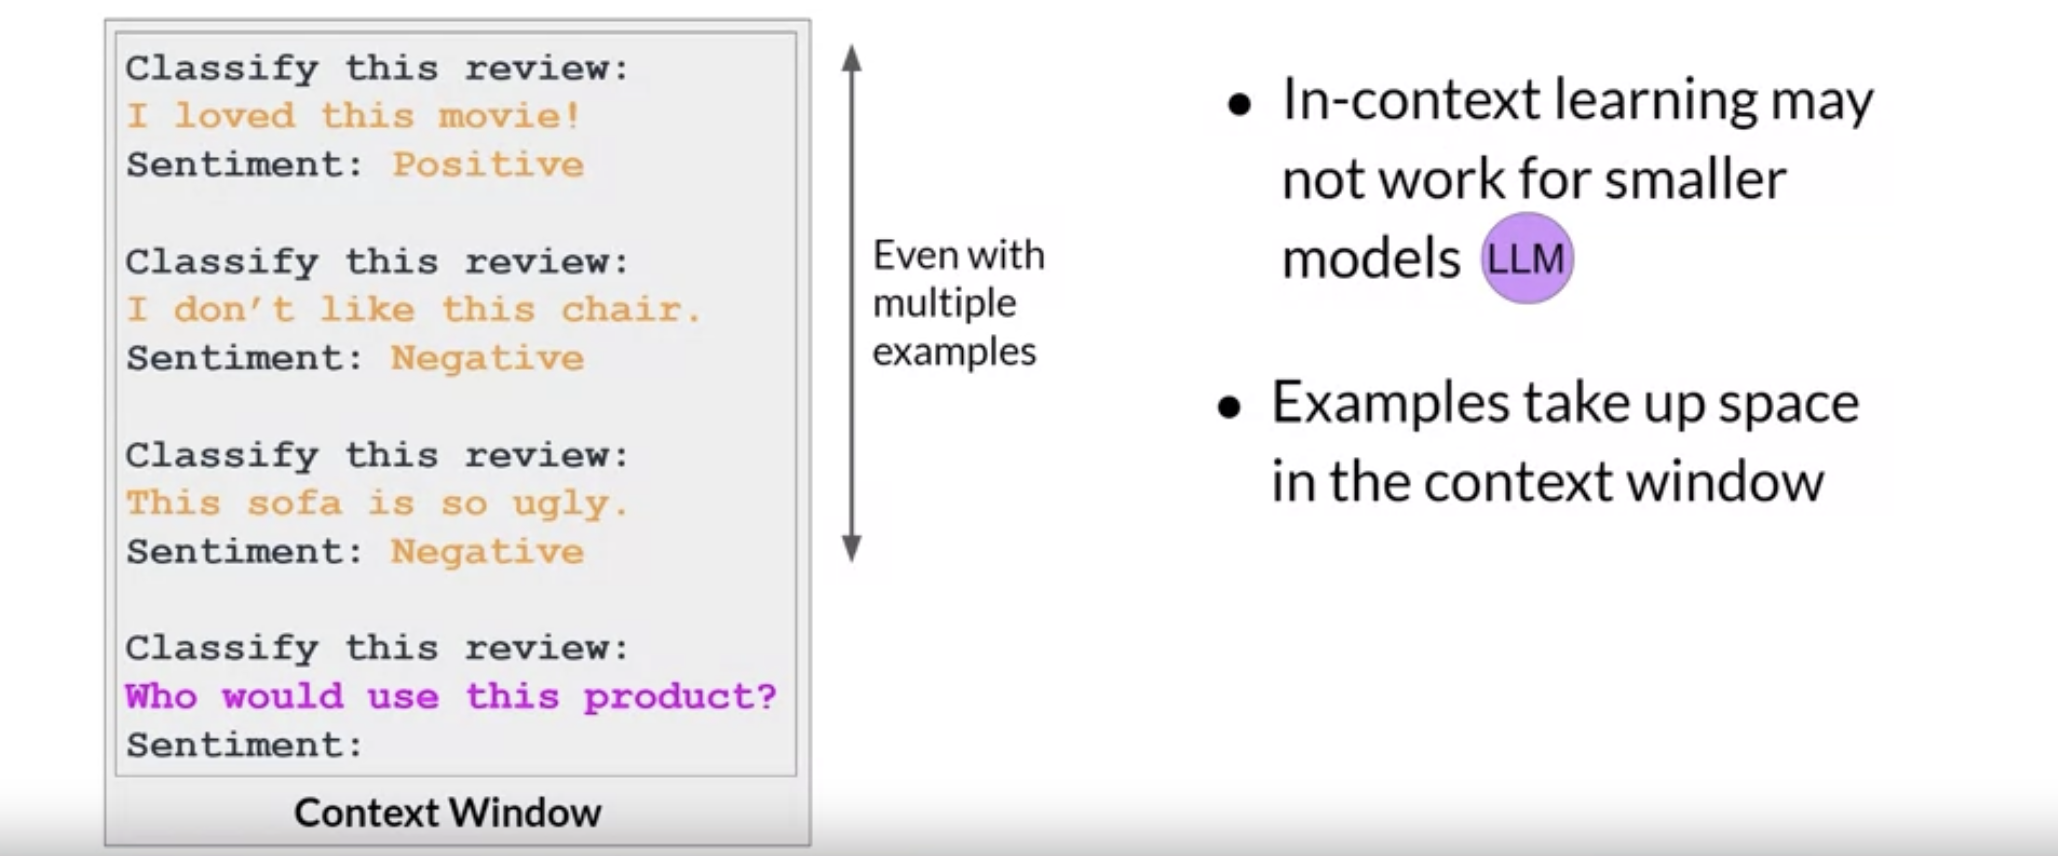 Classify this review:
I loved this movie!
Sentiment: Positive
Classify this review:
I don’t like this chair.
Sentiment: Negative
Classify this review:
This sofa is so ugly.
Sentiment: Negative
Classify this review:
Who would use this product?
Sentiment:
Context Window
Even with
multiple
examples
• In-context learning may
not work for smaller
models LLM
• Examples take up space
in the context window